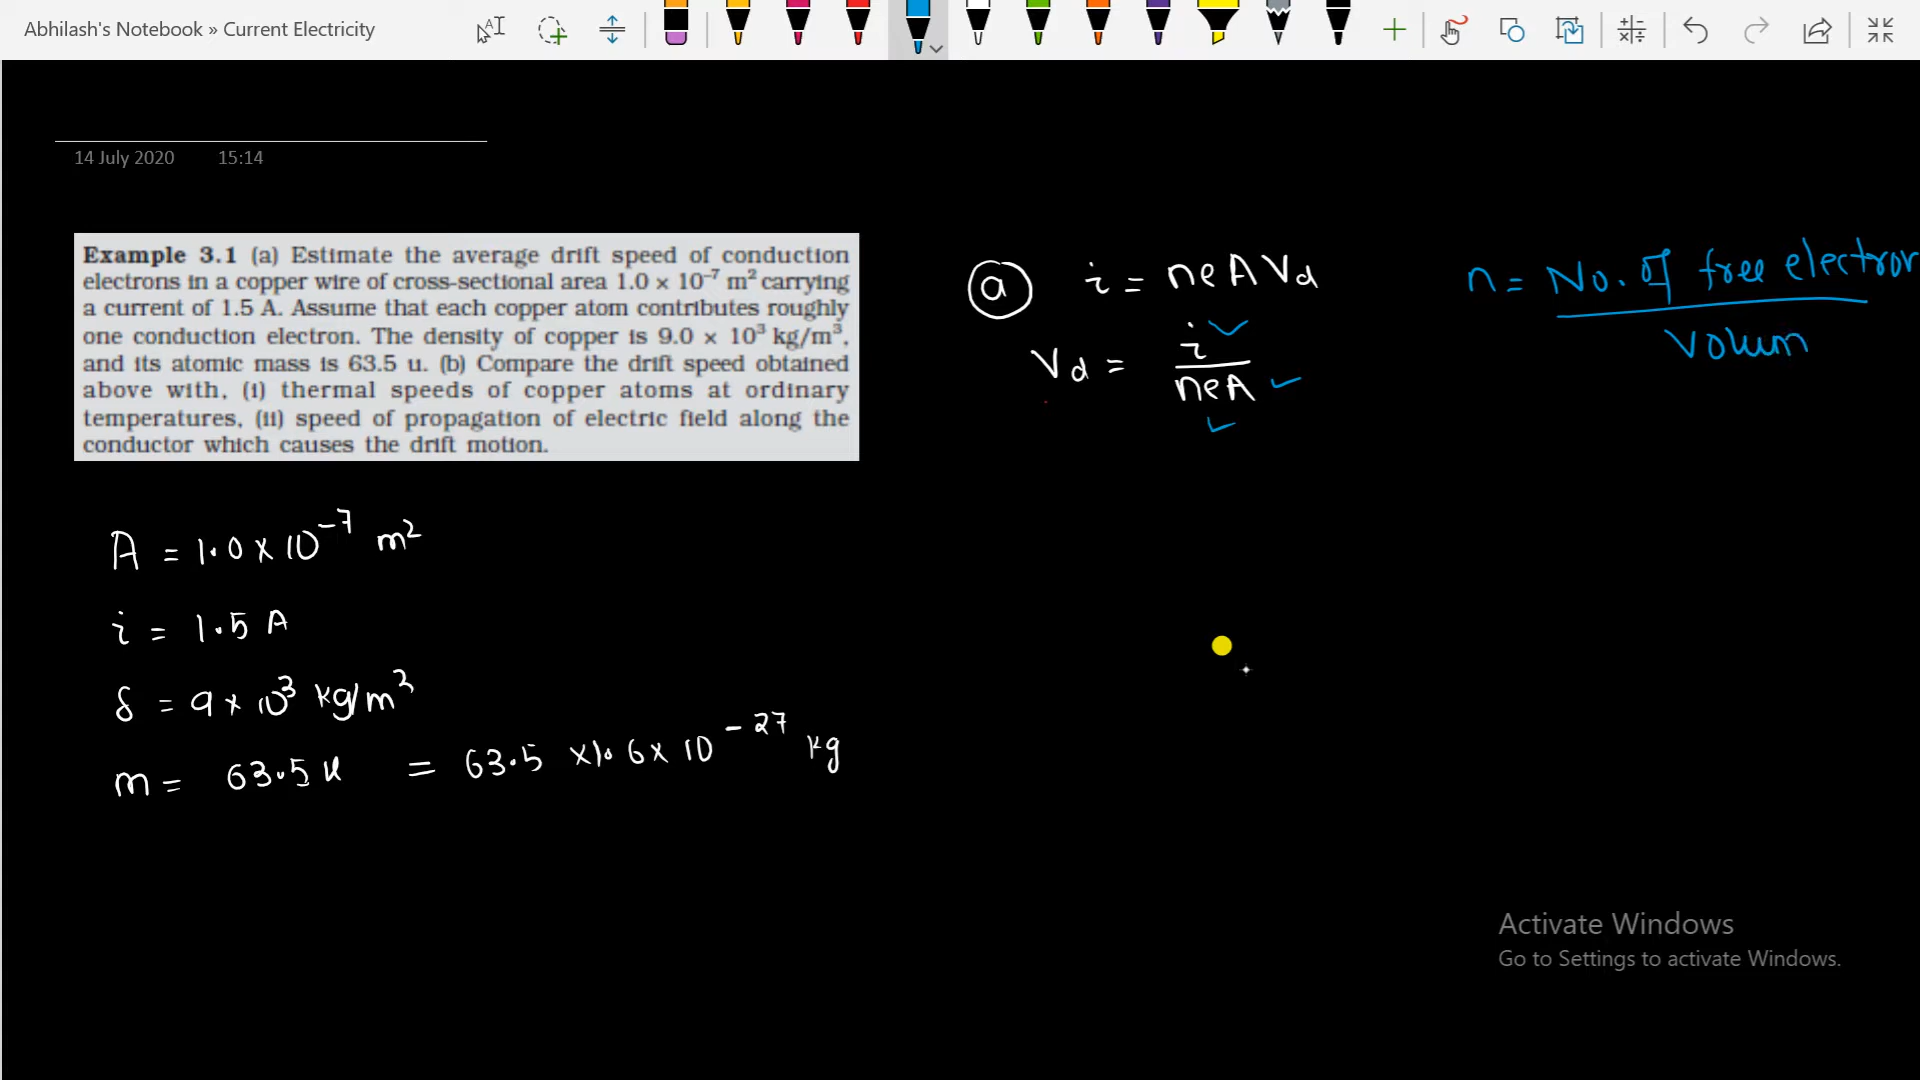 Abhilash's Notebook » Current Electricity
14 July 2020 15:14
Example 3.1 (a) Estimate the average drift speed of conduction
electrons in a copper wire of cross-sectional area 1.0 × 10⁻⁷ m² carrying
a current of 1.5 A. Assume that each copper atom contributes roughly
one conduction electron. The density of copper is 9.0 × 10³ kg/m³,
and its atomic mass is 63.5 u. (b) Compare the drift speed obtained
above with, (i) thermal speeds of copper atoms at ordinary
temperatures, (ii) speed of propagation of electric field along the
conductor which causes the drift motion.
A = 1.0 × 10⁻⁷ m²
i = 1.5 A
δ = 9 × 10³ kg/m³
m = 63.5 u = 63.5 × 1.6 × 10⁻²⁷ kg
(a) i = neAVd
Vd = i / neA
n = No. of free electron / Volum
Activate Windows
Go to Settings to activate Windows.